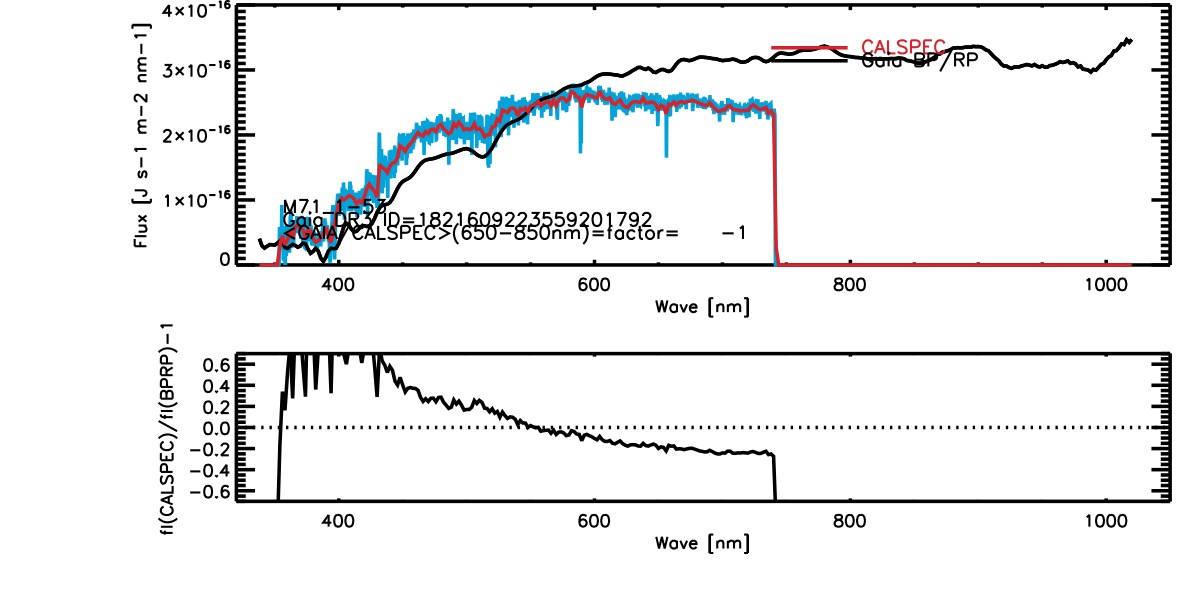 4×10−16
3×10−16
2×10−16
1×10−16
0
Flux [J s−1 m−2 nm−1]
CALSPEC
Gaia BP/RP
M71_1−53
Gaia DR3 ID=1821609223559201792
<GAIA/CALSPEC>(650−850nm)=factor= −1
400 600 800 1000
Wave [nm]
0.6
0.4
0.2
0.0
−0.2
−0.4
−0.6
fl(CALSPEC)/fl(BPRP)−1
400 600 800 1000
Wave [nm]